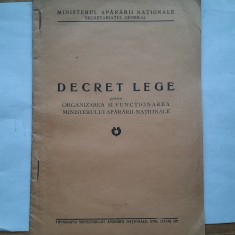 MINISTERUL APĂRĂRII NAȚIONALE
SECRETARIATUL GENERAL
DECRET LEGE
pentru
ORGANIZAREA ȘI FUNCȚIONAREA
MINISTERULUI APĂRĂRII NAȚIONALE